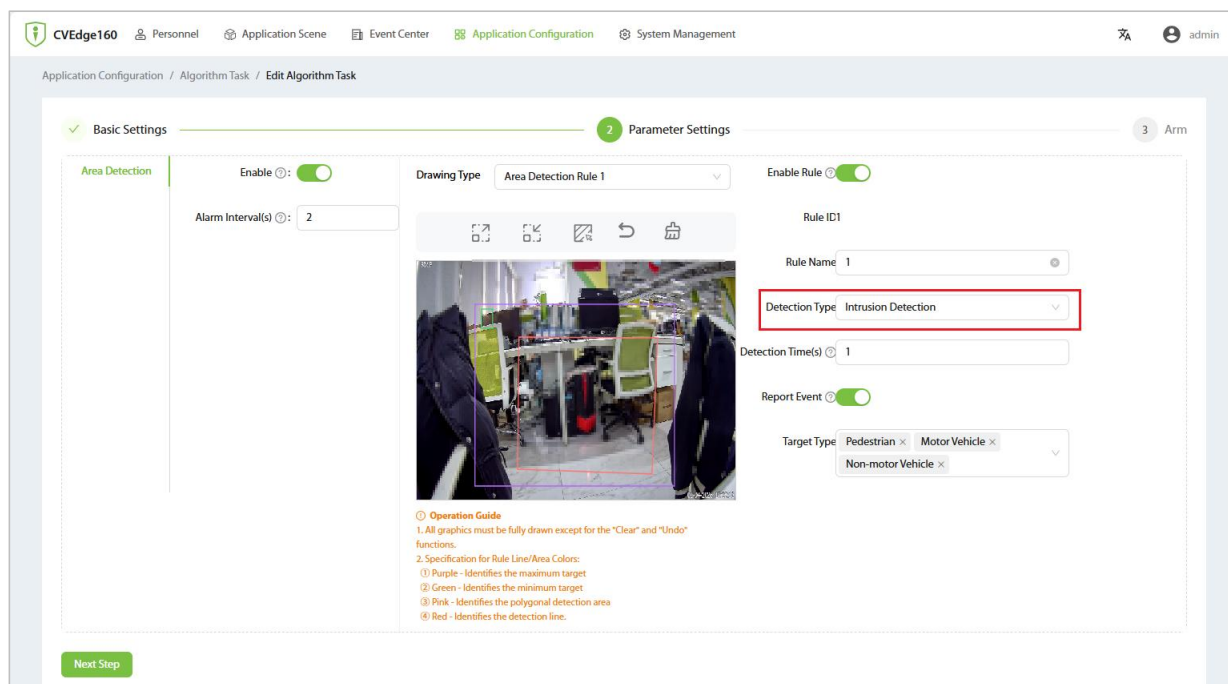 CVEdge160 Personnel Application Scene Event Center Application Configuration System Management admin
Application Configuration / Algorithm Task / Edit Algorithm Task
Basic Settings 2 Parameter Settings 3 Arm
Area Detection
Enable ?:
Alarm Interval(s) ?: 2
Drawing Type Area Detection Rule 1
Enable Rule ?
Rule ID1
Rule Name 1
Detection Type Intrusion Detection
Detection Time(s) ? 1
Report Event ?
Target Type Pedestrian × Motor Vehicle ×
Non-motor Vehicle ×
Operation Guide
1. All graphics must be fully drawn except for the "Clear" and "Undo"
functions.
2. Specification for Rule Line/Area Colors:
① Purple - Identifies the maximum target
② Green - Identifies the minimum target
③ Pink - Identifies the polygonal detection area
④ Red - Identifies the detection line.
Next Step